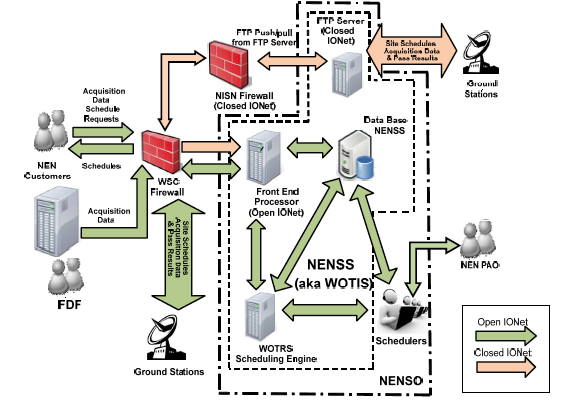 FTP Push/pull
from FTP Server
FTP Server
(Closed
IONet)
Site Schedules
Acquisition Data
& Pass Results
Ground
Stations
NISN Firewall
(Closed IONet)
Acquisition
Data
Schedule
Requests
Schedules
NEN
Customers
WSC
Firewall
Data Base
NENSS
Front End
Processor
(Open IONet)
Acquisition
Data
Site Schedules
Acquisition Data
& Pass Results
FDF
NENSS
(aka WOTIS)
NEN PAO
WOTRS
Scheduling Engine
Schedulers
Ground Stations
NENSO
Open IONet
Closed IONet